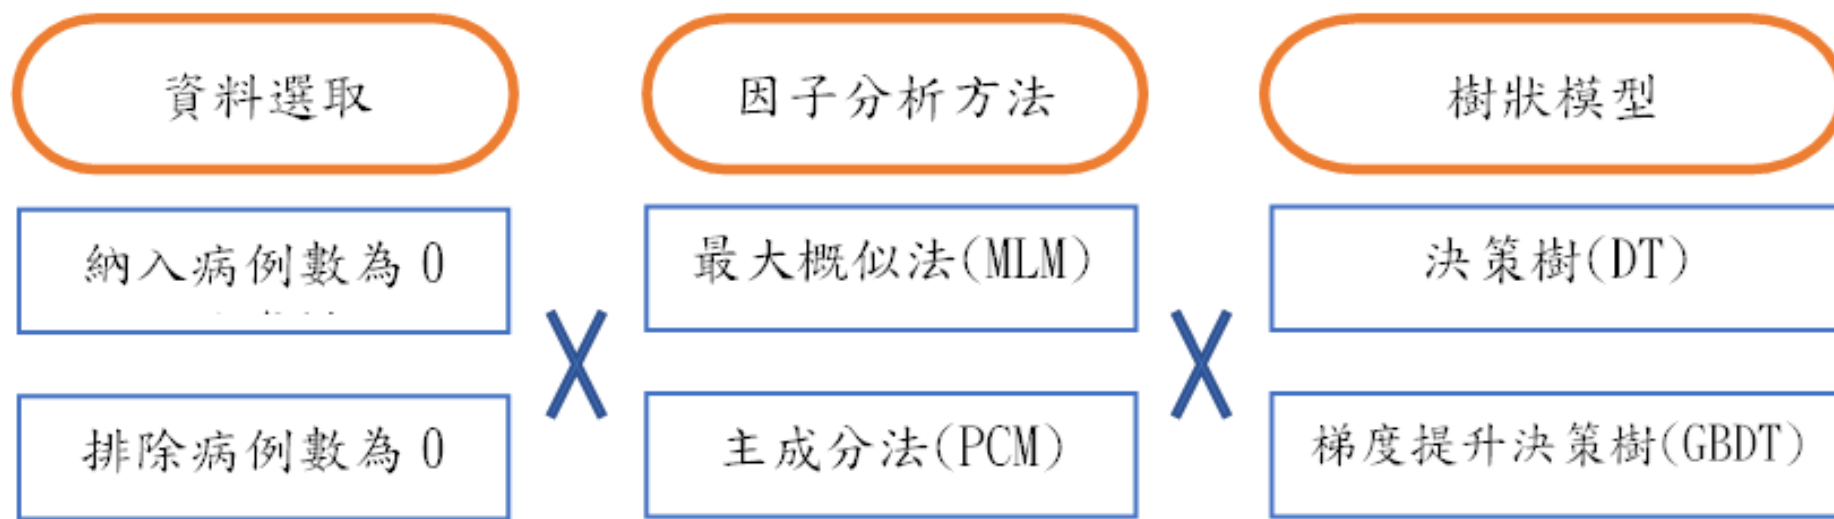 資料選取
因子分析方法
樹狀模型
納入病例數為 0
最大概似法(MLM)
決策樹(DT)
排除病例數為 0
主成分法(PCM)
梯度提升決策樹(GBDT)